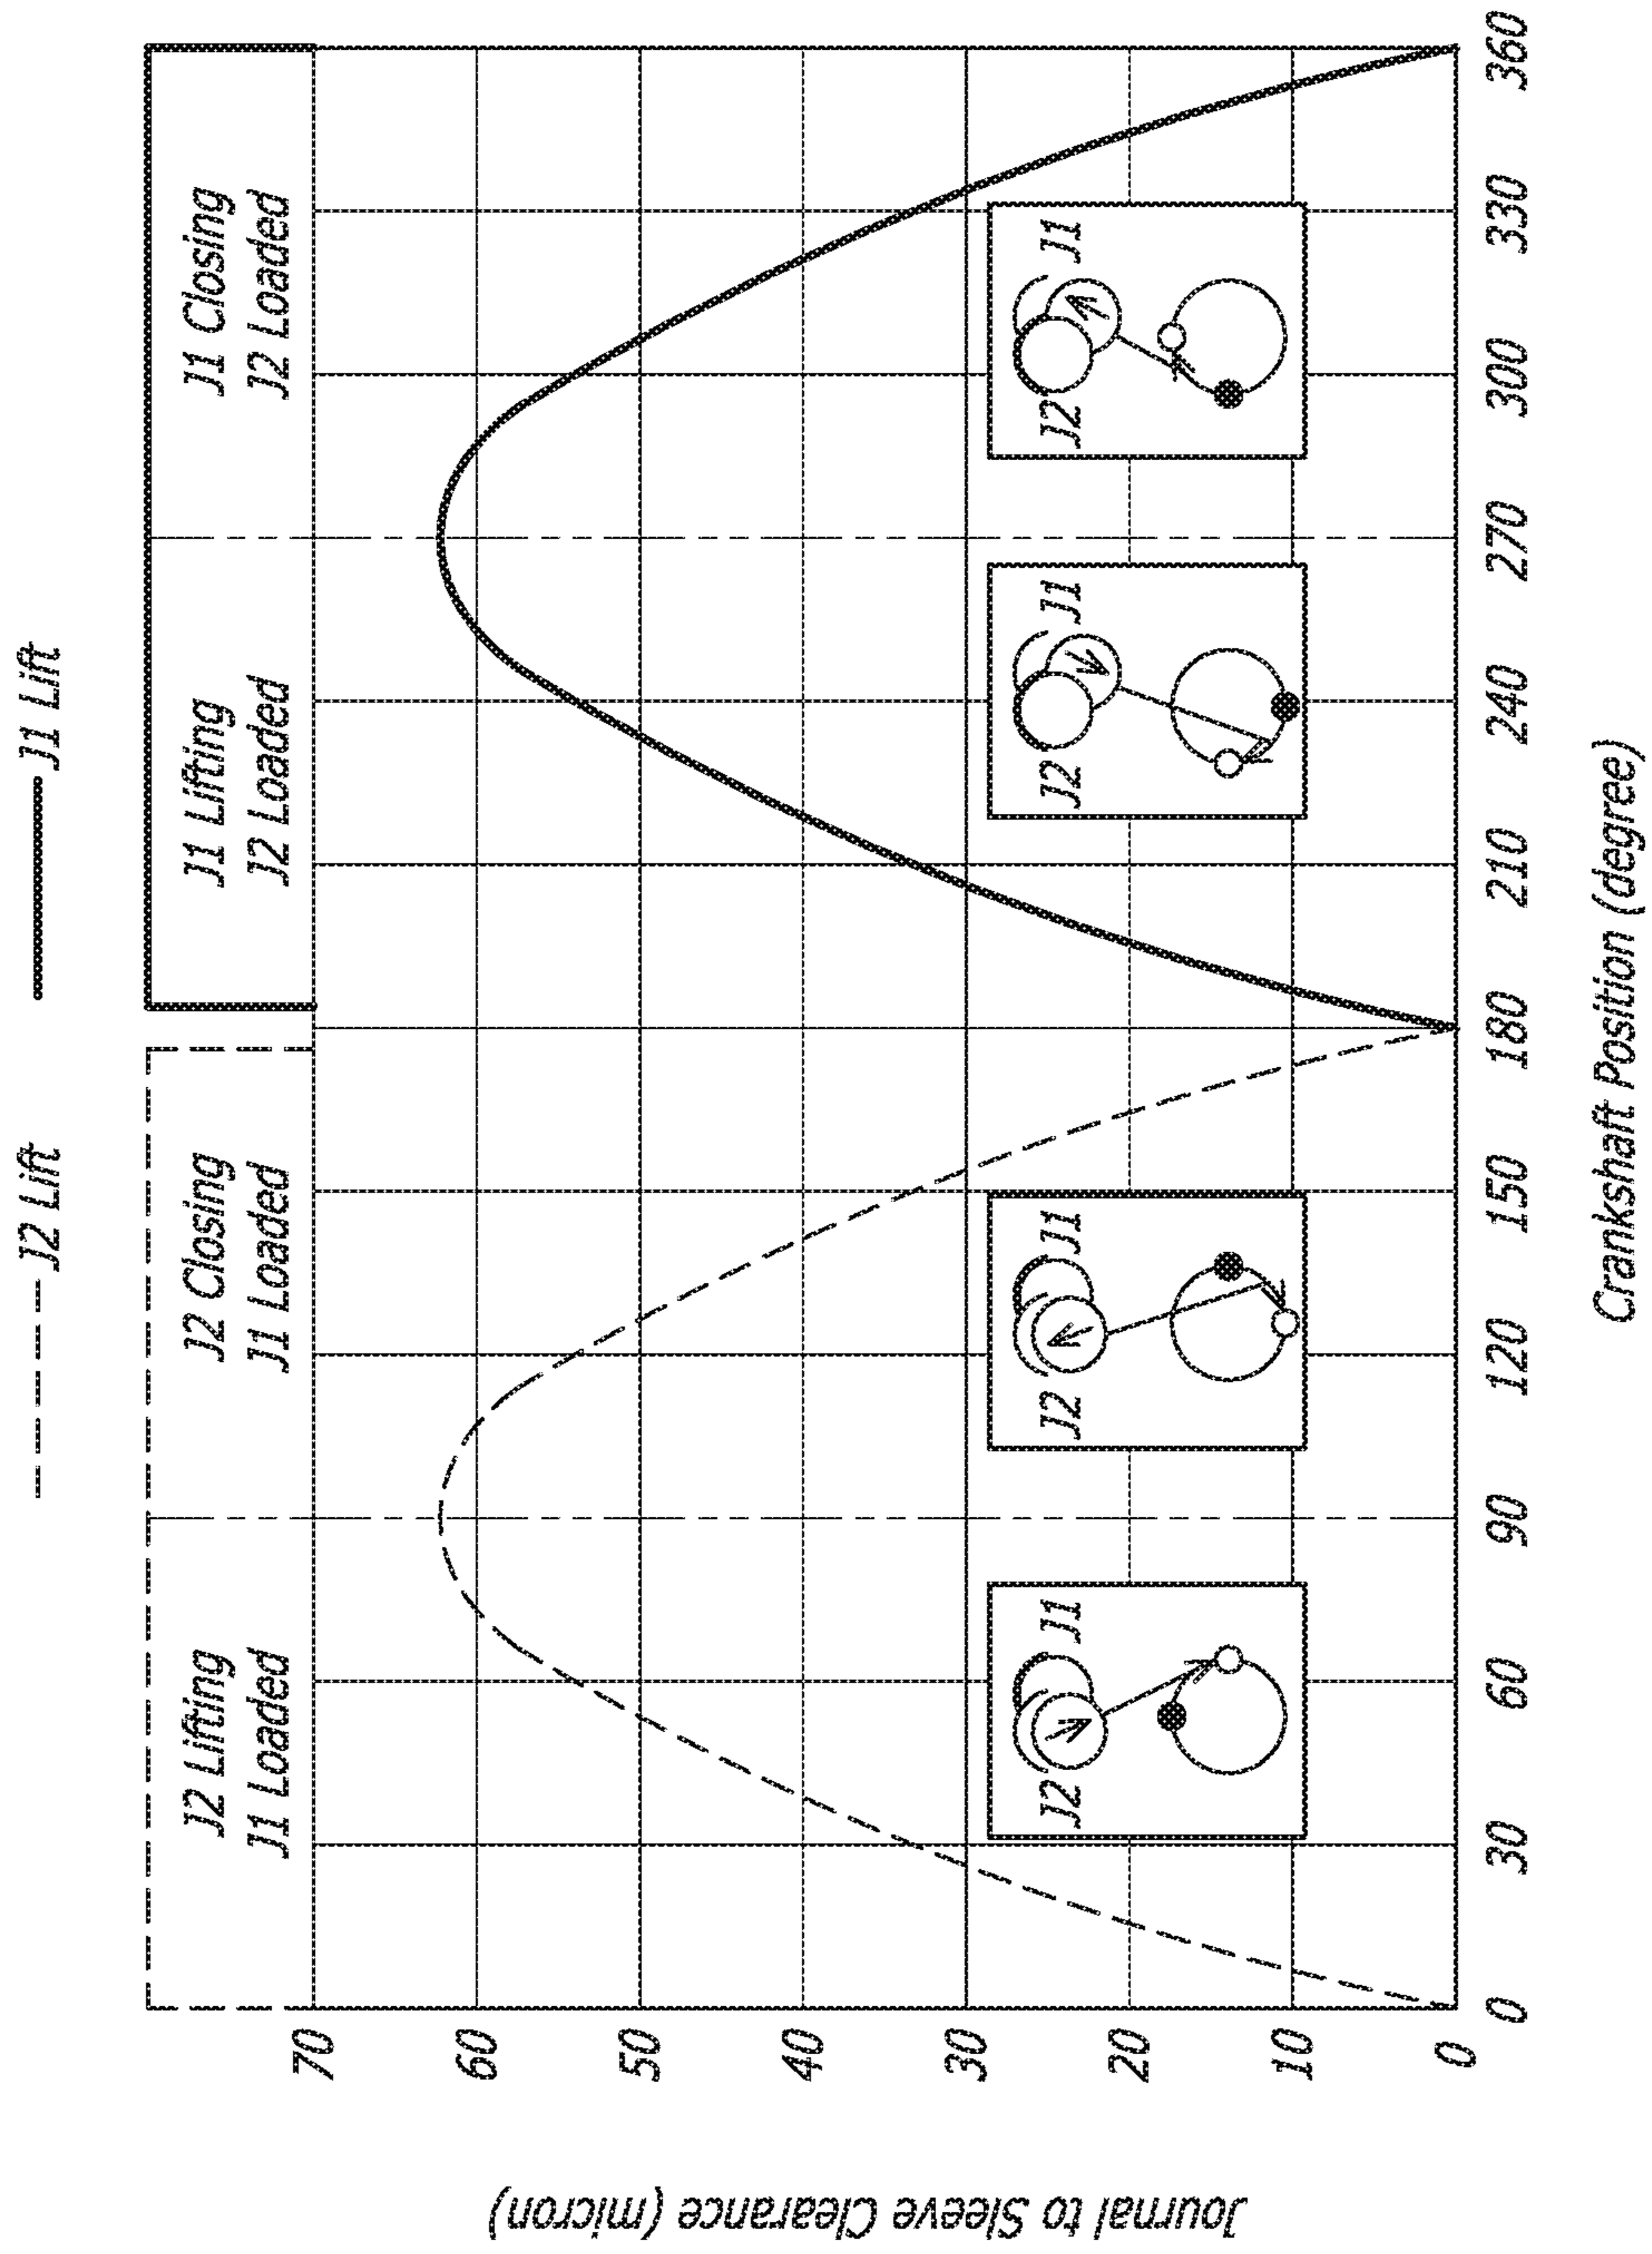 J2 Lift
J1 Lift
J2 Lifting
J1 Loaded
J2 Closing
J1 Loaded
J1 Lifting
J2 Loaded
J1 Closing
J2 Loaded
Journal to Sleeve Clearance (micron)
70
60
50
40
30
20
10
0
J2 J1
J2 J1
J2 J1
J2 J1
0 30 60 90 120 150 180 210 240 270 300 330 360
Crankshaft Position (degree)